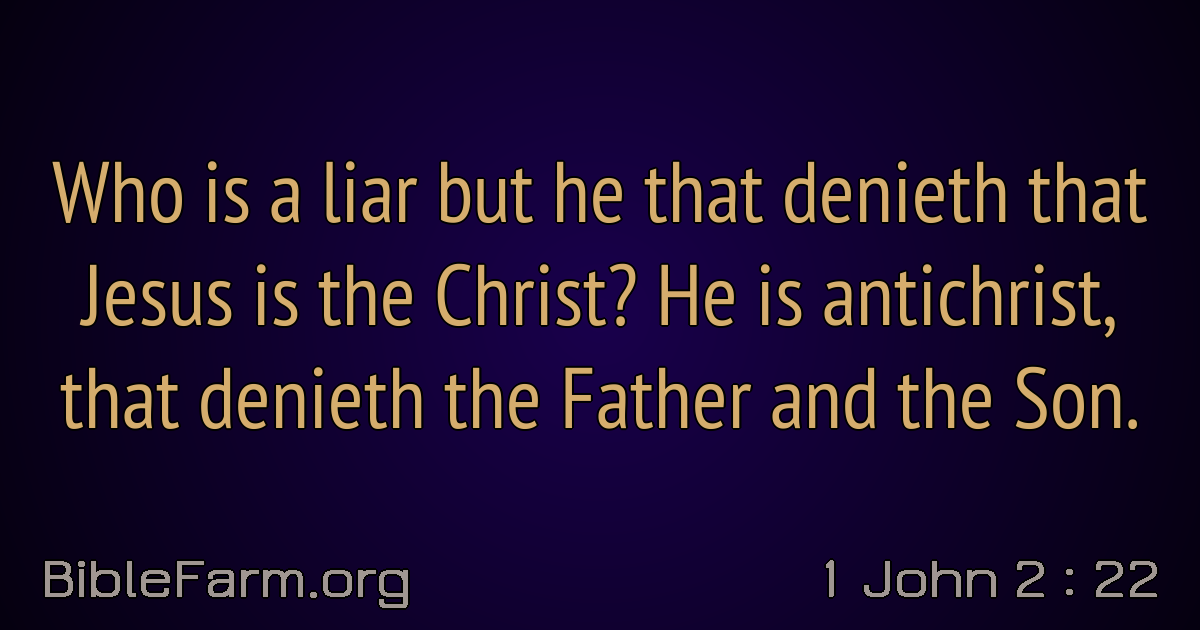 Who is a liar but he that denieth that
Jesus is the Christ? He is antichrist,
that denieth the Father and the Son.
BibleFarm.org
1 John 2 : 22